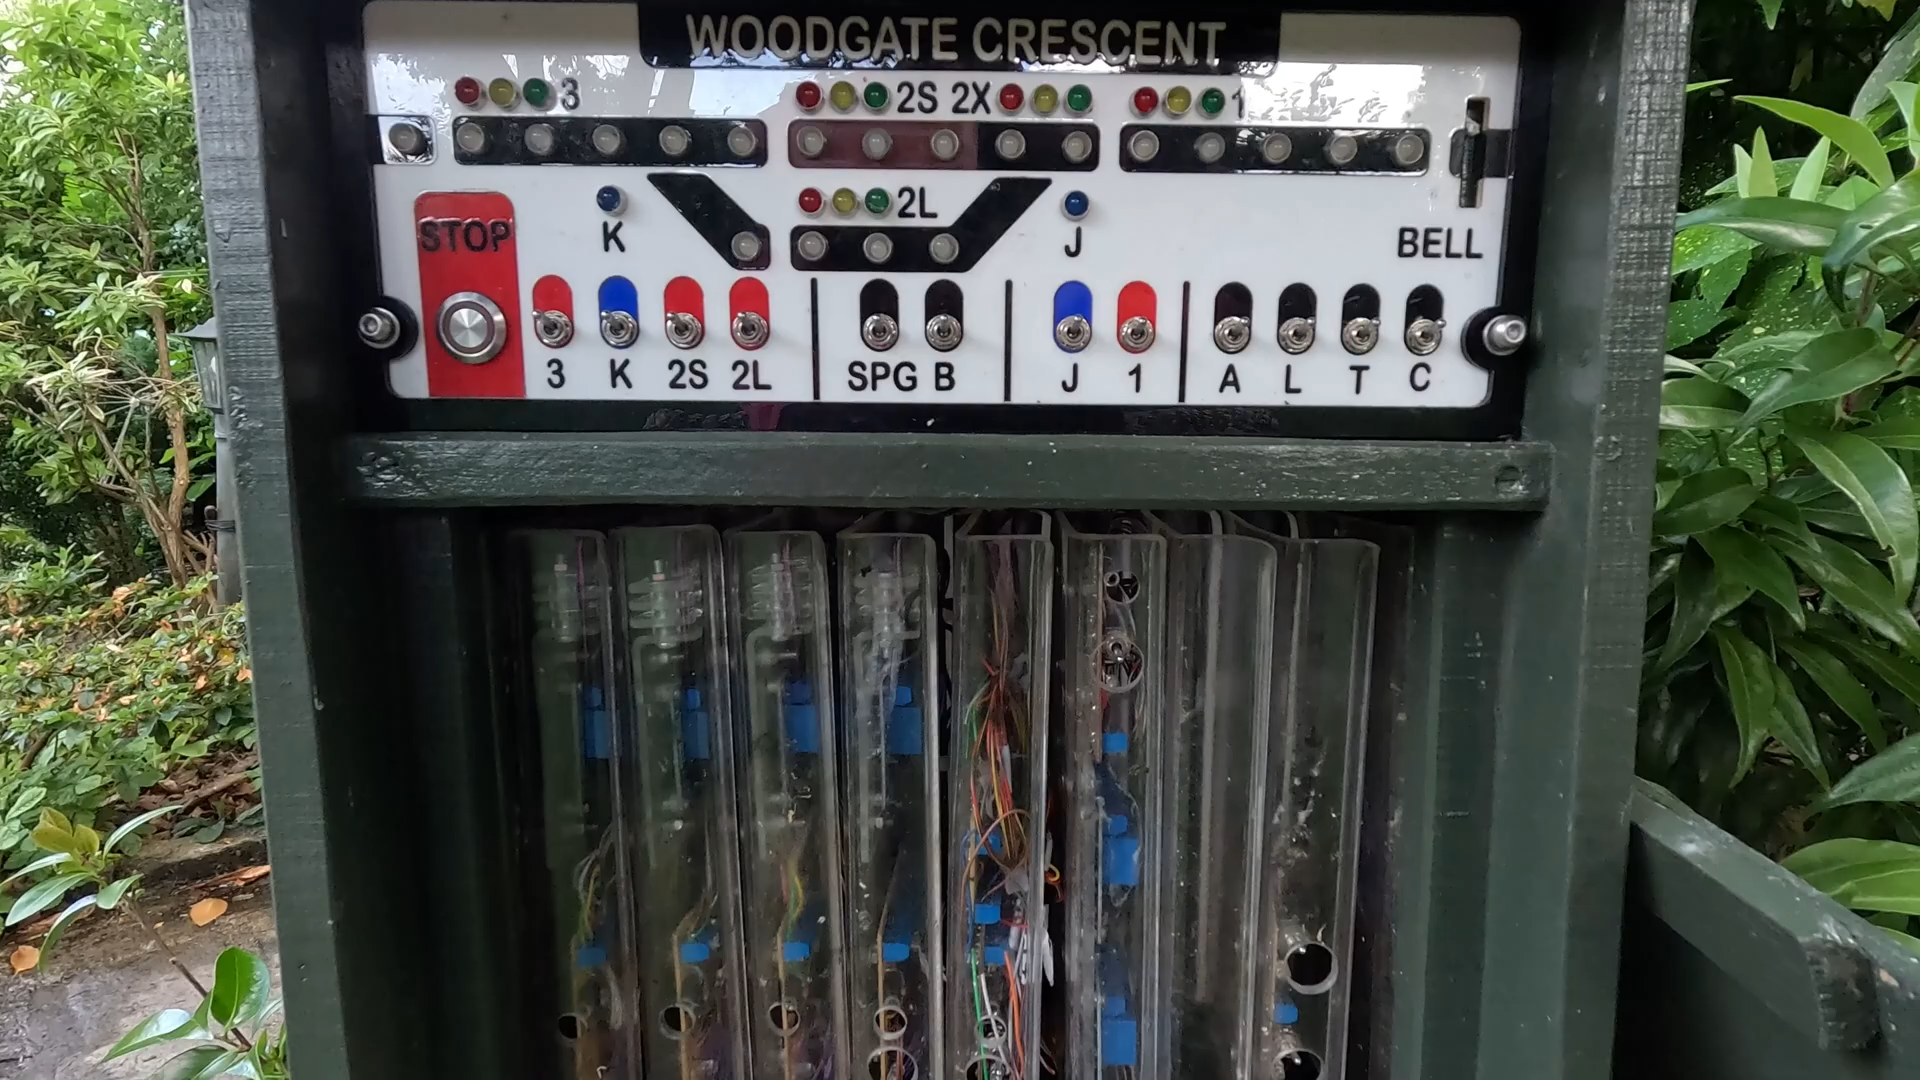 WOODGATE CRESCENT
3 2S 2X 1
2L
STOP K J BELL
3 K 2S 2L SPG B J 1 A L T C